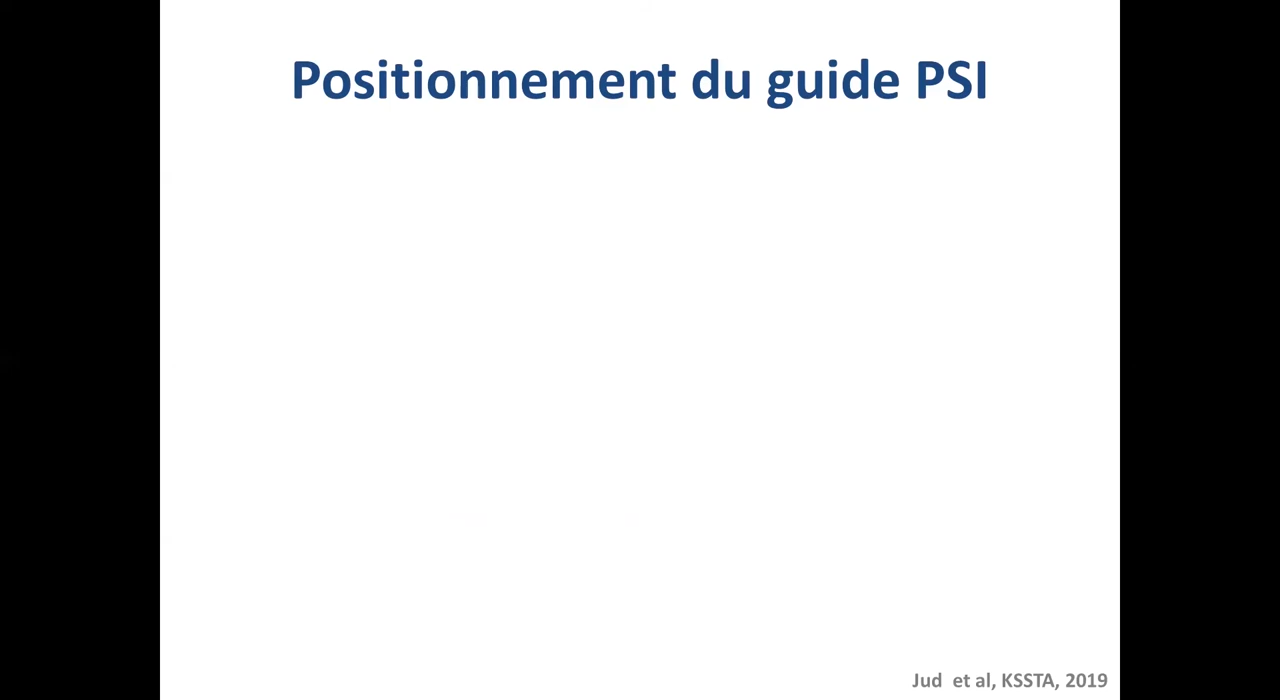 Positionnement du guide PSI
Jud  et al, KSSTA, 2019